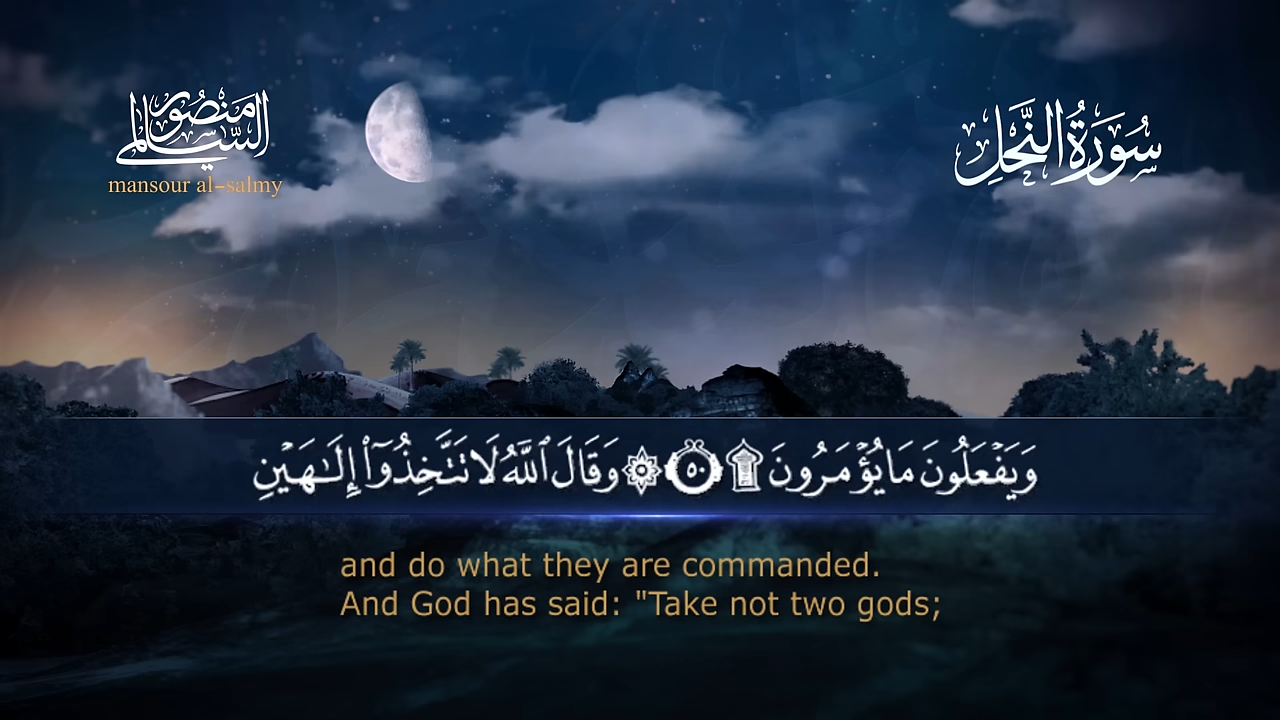 منصور السالمي
mansour al-salmy
سُورَةُ النَّحْلِ
وَيَفْعَلُونَ مَا يُؤْمَرُونَ ۩ ٥٠ ۞ وَقَالَ ٱللَّهُ لَا تَتَّخِذُوٓا۟ إِلَـٰهَيْنِ
and do what they are commanded.
And God has said: "Take not two gods;